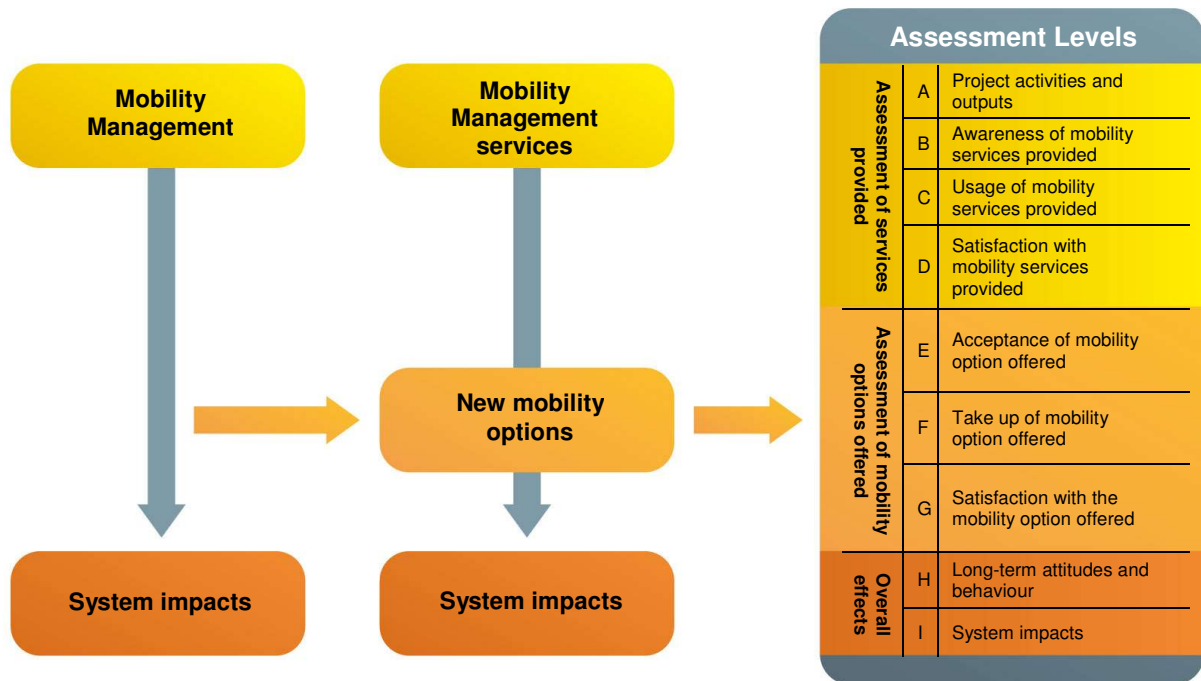 Mobility
Management
System impacts
Mobility
Management
services
New mobility
options
System impacts
Assessment Levels
Assessment of services
provided
A
Project activities and
outputs
B
Awareness of mobility
services provided
C
Usage of mobility
services provided
D
Satisfaction with
mobility services
provided
Assessment of mobility
options offered
E
Acceptance of mobility
option offered
F
Take up of mobility
option offered
G
Satisfaction with the
mobility option offered
Overall
effects
H
Long-term attitudes and
behaviour
I
System impacts